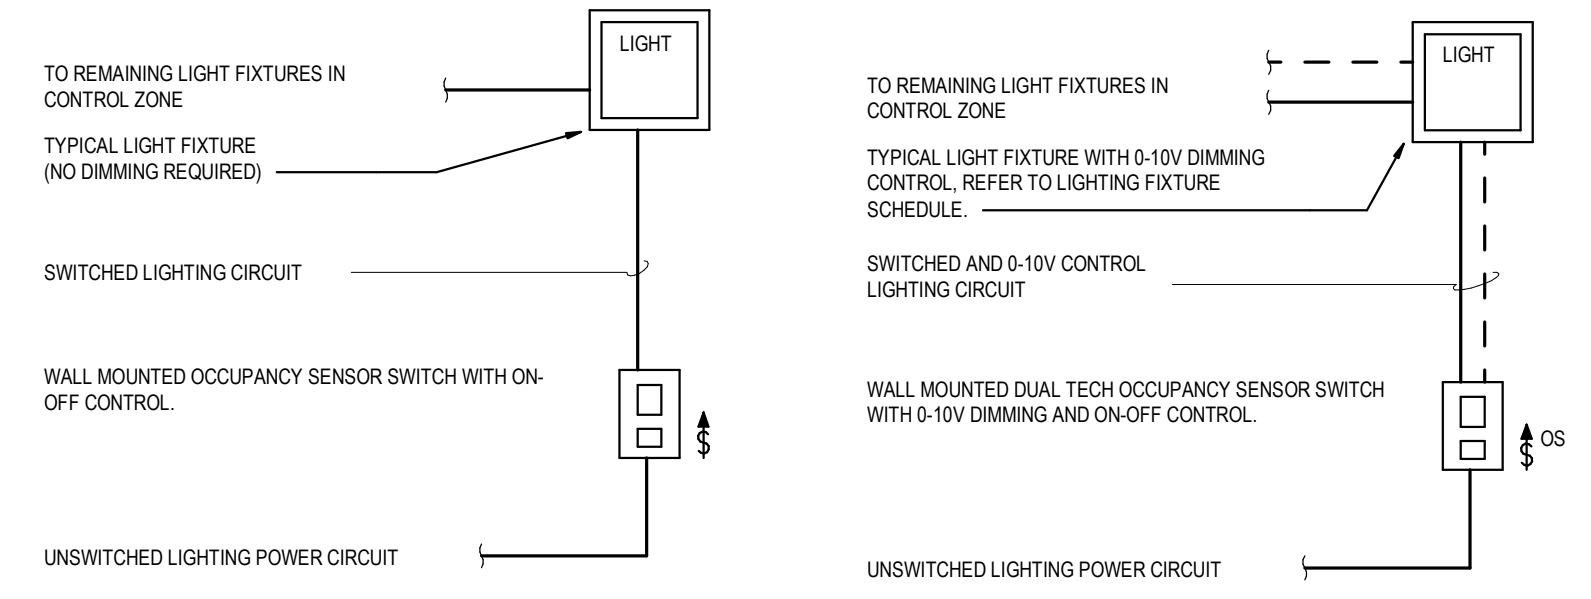 LIGHT
TO REMAINING LIGHT FIXTURES IN
CONTROL ZONE
TYPICAL LIGHT FIXTURE
(NO DIMMING REQUIRED)
SWITCHED LIGHTING CIRCUIT
WALL MOUNTED OCCUPANCY SENSOR SWITCH WITH ON-
OFF CONTROL.
$
UNSWITCHED LIGHTING POWER CIRCUIT
LIGHT
TO REMAINING LIGHT FIXTURES IN
CONTROL ZONE
TYPICAL LIGHT FIXTURE WITH 0-10V DIMMING
CONTROL, REFER TO LIGHTING FIXTURE
SCHEDULE.
SWITCHED AND 0-10V CONTROL
LIGHTING CIRCUIT
WALL MOUNTED DUAL TECH OCCUPANCY SENSOR SWITCH
WITH 0-10V DIMMING AND ON-OFF CONTROL.
$ OS
UNSWITCHED LIGHTING POWER CIRCUIT